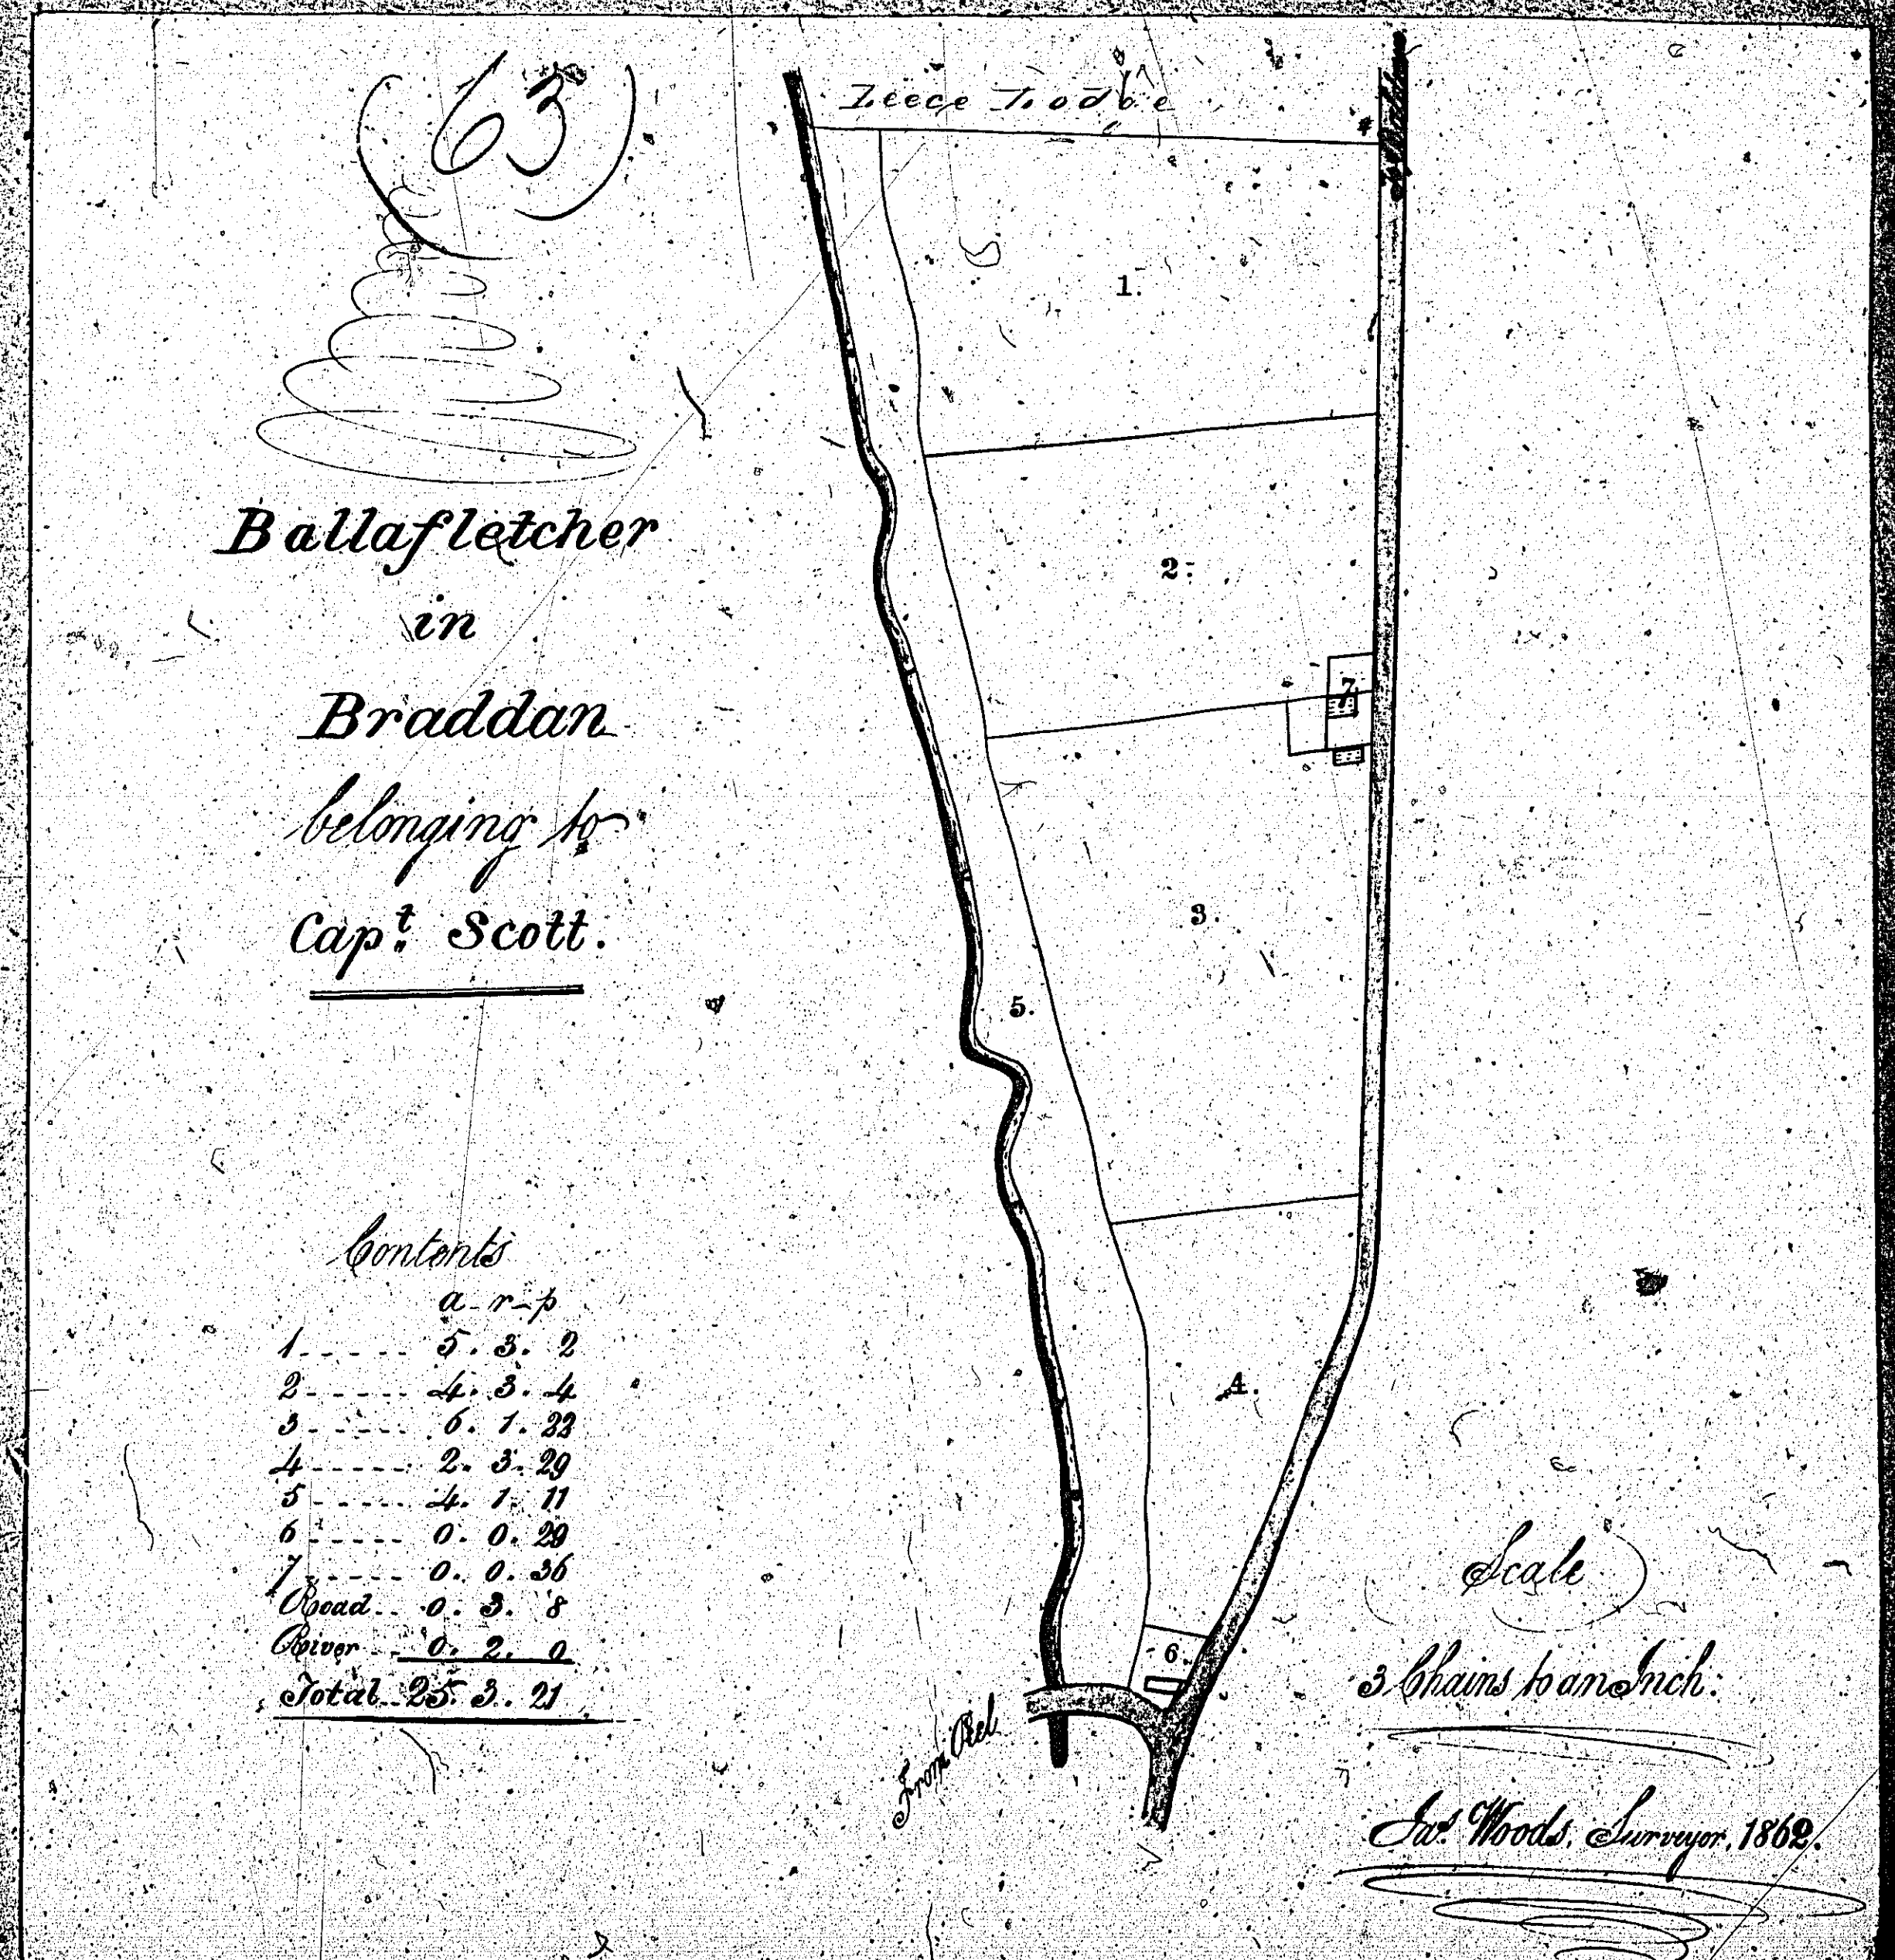 (63)
Leece Lodge
Ballafletcher
in
Braddan
belonging to
Capt. Scott.
1.
2.
7
3.
5.
4.
6.
Contents
a - r - p
1 ----- 5. 3. 2
2 ----- 4. 3. 4
3 ----- 6. 1. 22
4 ----- 2. 3. 29
5 ----- 4. 1. 11
6 ----- 0. 0. 29
7 ----- 0. 0. 36
Road -- 0. 3. 8
River -- 0. 2. 0
Total 25. 3. 21
From Peel
Scale
3 Chains to an Inch:
Jas. Woods. Surveyor, 1862.